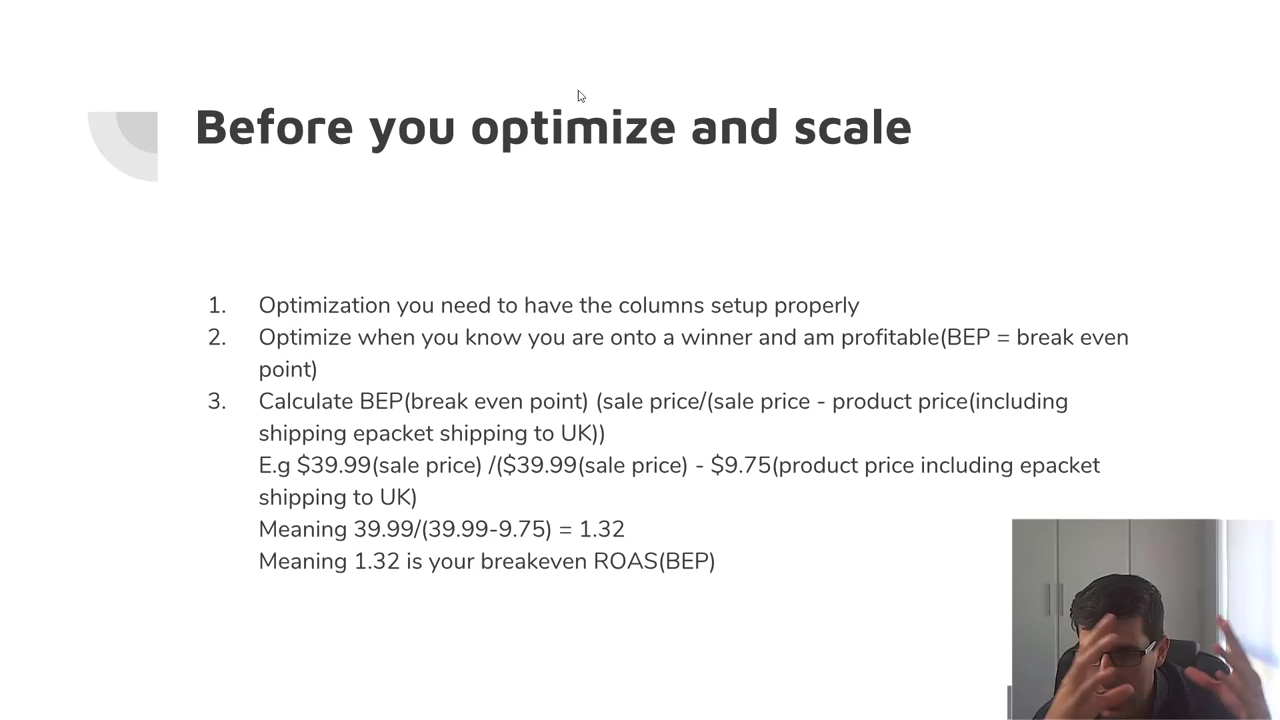 Before you optimize and scale
1. Optimization you need to have the columns setup properly
2. Optimize when you know you are onto a winner and am profitable(BEP = break even
point)
3. Calculate BEP(break even point) (sale price/(sale price - product price(including
shipping epacket shipping to UK))
E.g $39.99(sale price) /($39.99(sale price) - $9.75(product price including epacket
shipping to UK)
Meaning 39.99/(39.99-9.75) = 1.32
Meaning 1.32 is your breakeven ROAS(BEP)